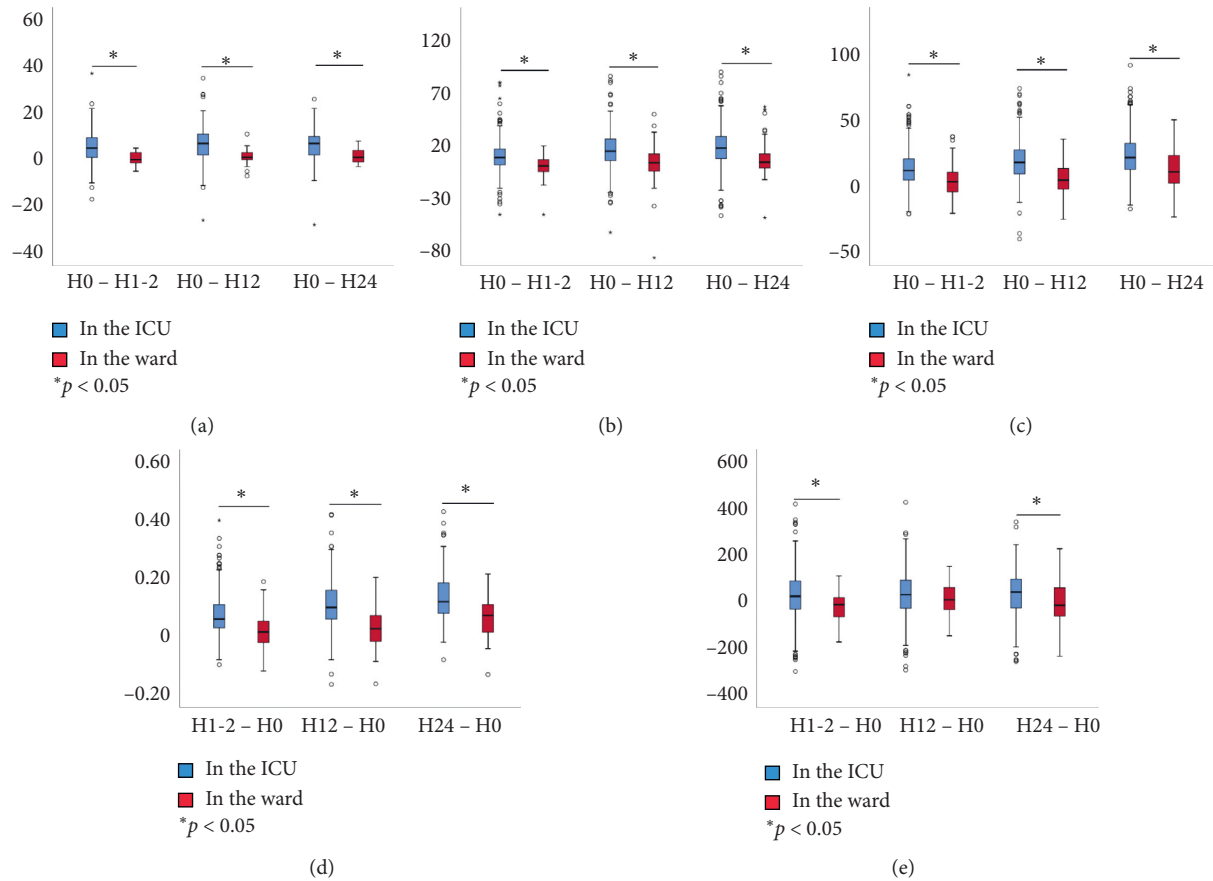 60
40
20
0
–20
–40
*
*
*
H0 – H1-2
H0 – H12
H0 – H24
In the ICU
In the ward
*p < 0.05
(a)
120
70
20
–30
–80
*
*
*
H0 – H1-2
H0 – H12
H0 – H24
In the ICU
In the ward
*p < 0.05
(b)
100
50
0
–50
*
*
*
H0 – H1-2
H0 – H12
H0 – H24
In the ICU
In the ward
*p < 0.05
(c)
0.60
0.40
0.20
0
–0.20
*
*
*
H1-2 – H0
H12 – H0
H24 – H0
In the ICU
In the ward
*p < 0.05
(d)
600
400
200
0
–200
–400
*
*
H1-2 – H0
H12 – H0
H24 – H0
In the ICU
In the ward
*p < 0.05
(e)